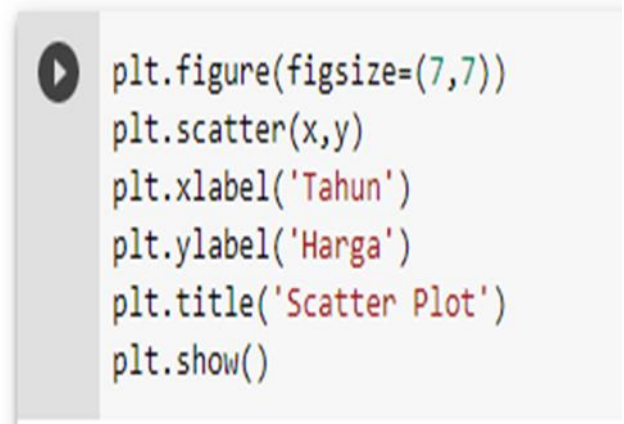 plt.figure(figsize=(7,7))
plt.scatter(x,y)
plt.xlabel('Tahun')
plt.ylabel('Harga')
plt.title('Scatter Plot')
plt.show()